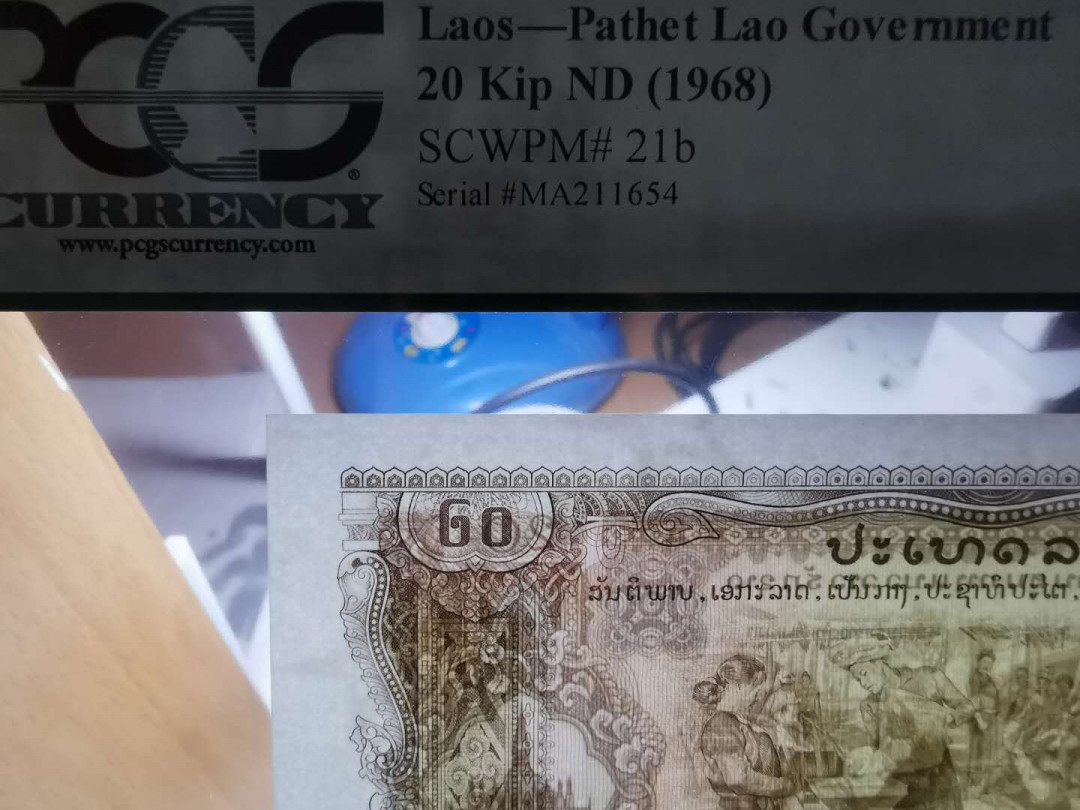 PCGS
CURRENCY
www.pcgscurrency.com
Laos—Pathet Lao Government
20 Kip ND (1968)
SCWPM# 21b
Serial #MA211654
໒໐
ປະເທດລ
ສັນຕິພາບ, ເອກະລາດ, ເປັນກາງ, ປະຊາທິປະໄຕ,